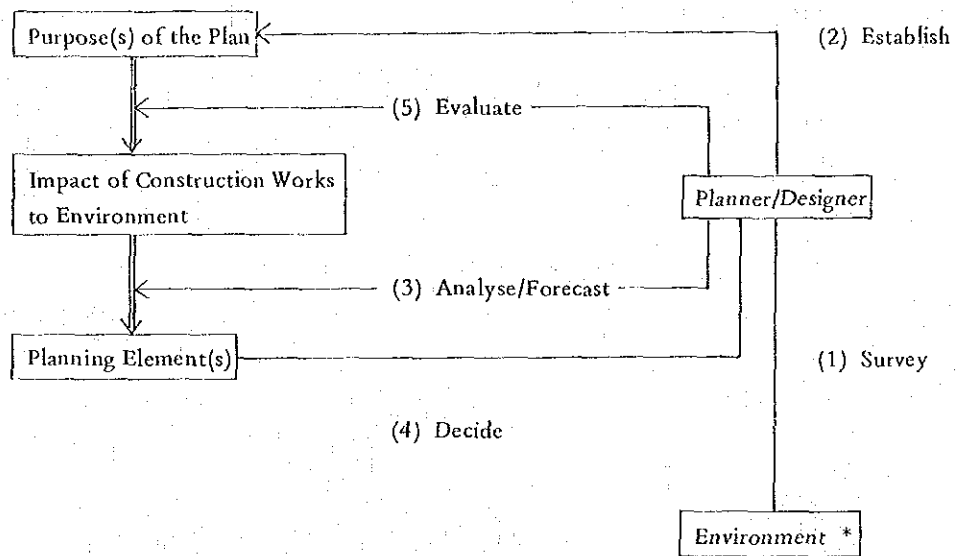 Purpose(s) of the Plan
(2) Establish
(5) Evaluate
Impact of Construction Works
to Environment
Planner/Designer
(3) Analyse/Forecast
Planning Element(s)
(1) Survey
(4) Decide
Environment *